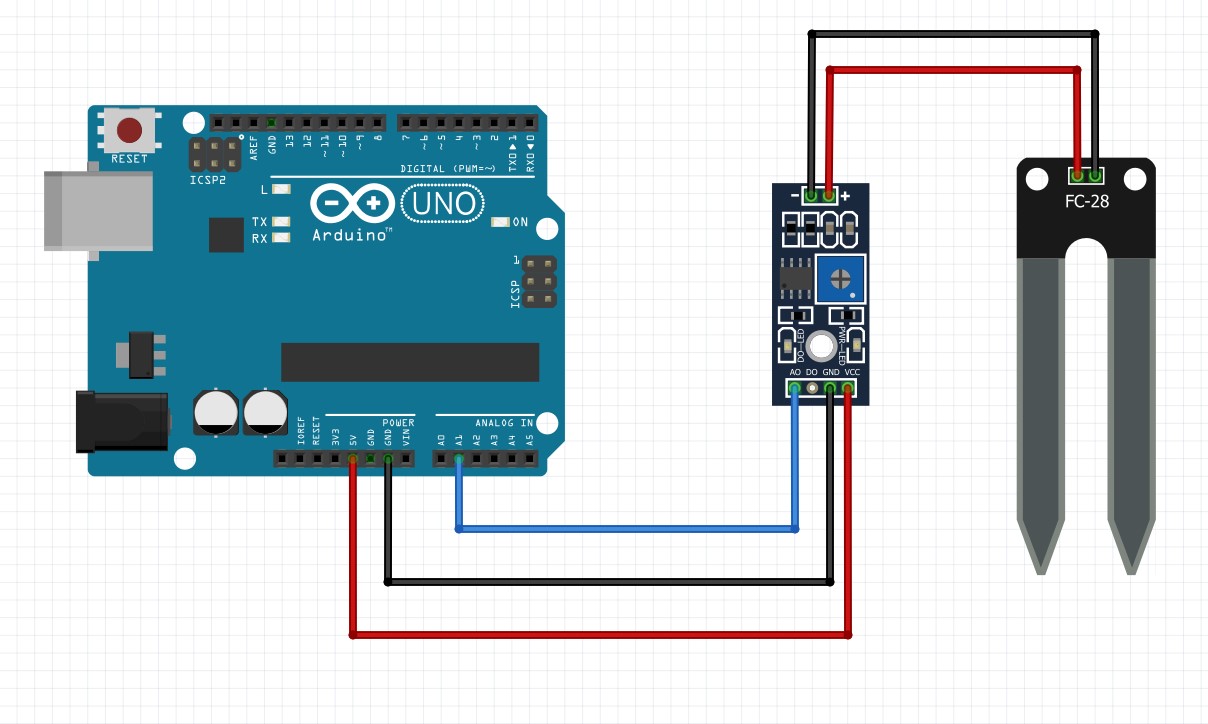 RESET
ICSP2
AREF
GND
13
12
~11
~10
~9
8
7
~6
~5
4
~3
2
TX0▶1
RX0◀0
DIGITAL (PWM=~)
L
TX
RX
UNO
Arduino™
ON
1
ICSP
IOREF
RESET
3V3
5V
GND
GND
VIN
POWER
ANALOG IN
A0
A1
A2
A3
A4
A5
- +
DO-LED
PWR-LED
AO DO GND VCC
FC-28